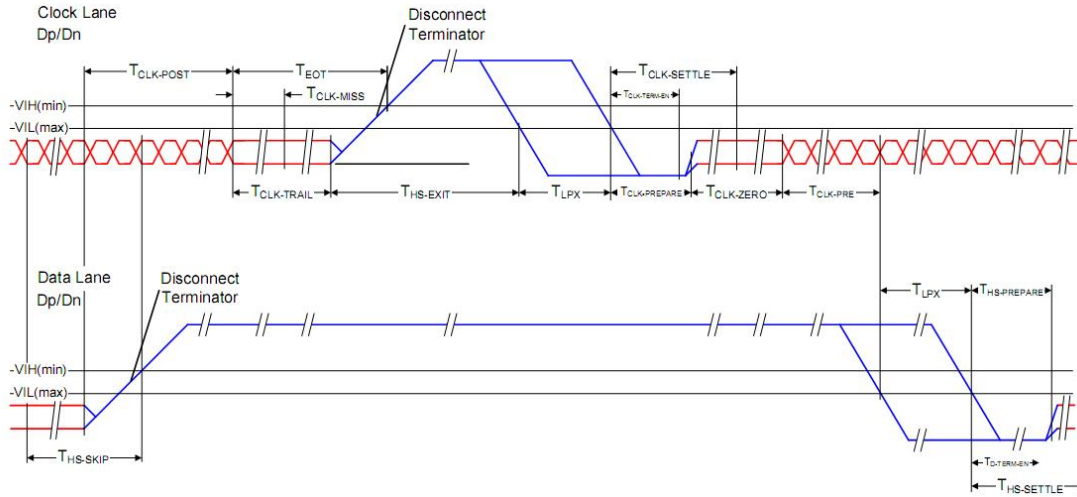 Clock Lane
Dp/Dn
Disconnect
Terminator
TCLK-POST
TEOT
TCLK-SETTLE
TCLK-MISS
TCLK-TERM-EN
VIH(min)
VIL(max)
TCLK-TRAIL
THS-EXIT
TLPX
TCLK-PREPARE
TCLK-ZERO
TCLK-PRE
Data Lane
Dp/Dn
Disconnect
Terminator
TLPX
THS-PREPARE
VIH(min)
VIL(max)
THS-SKIP
TD-TERM-EN
THS-SETTLE